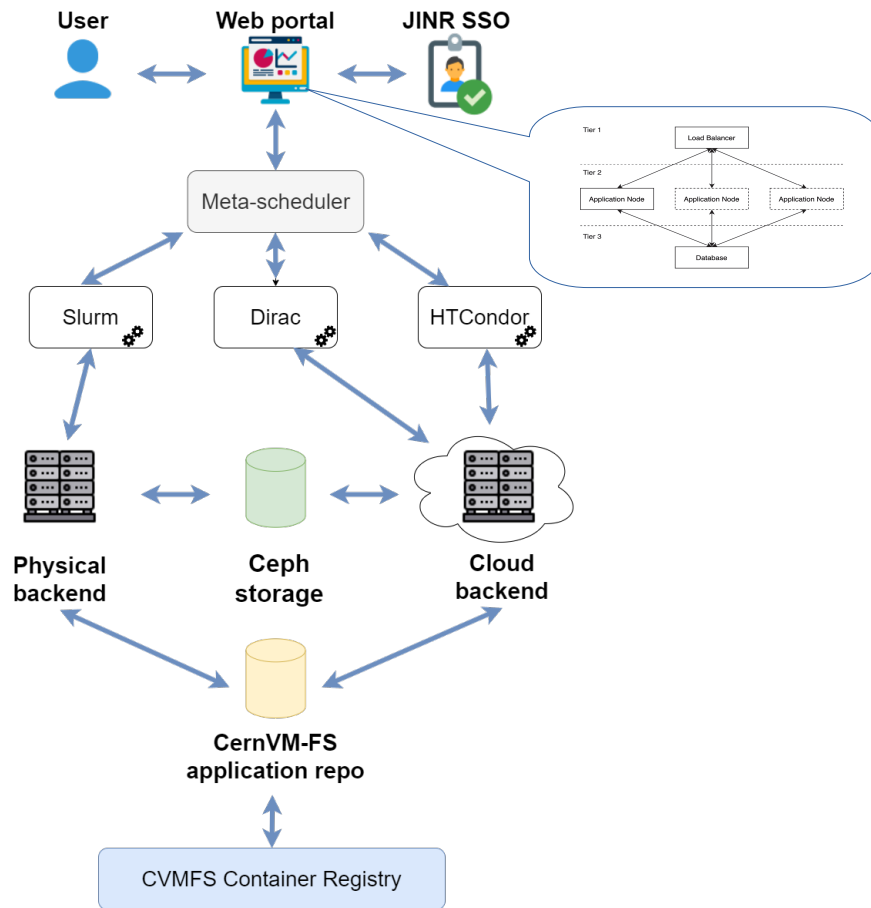 User
Web portal
JINR SSO
Tier 1
Load Balancer
Tier 2
Application Node
Application Node
Application Node
Tier 3
Database
Meta-scheduler
Slurm
Dirac
HTCondor
Physical
backend
Ceph
storage
Cloud
backend
CernVM-FS
application repo
CVMFS Container Registry